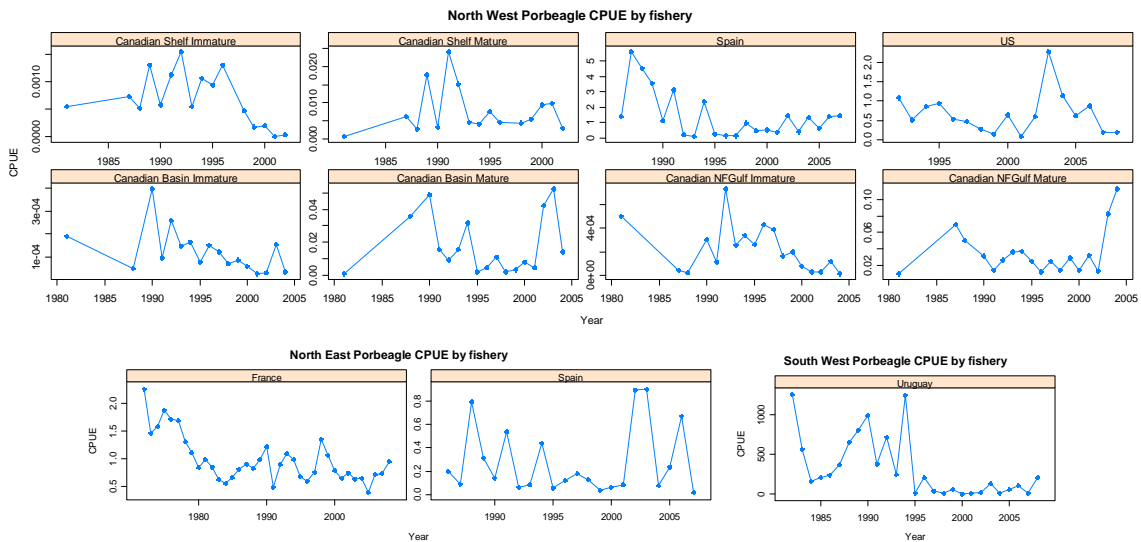 North West Porbeagle CPUE by fishery
Canadian Shelf Immature Canadian Shelf Mature Spain US
0.0000 0.0010
0.000 0.010 0.020
0 1 2 3 4 5
0.0 0.5 1.0 1.5 2.0
1985 1990 1995 2000
1985 1990 1995 2000
1990 1995 2000 2005
1995 2000 2005
CPUE
Canadian Basin Immature Canadian Basin Mature Canadian NFGulf Immature Canadian NFGulf Mature
1e-04 3e-04
0.00 0.02 0.04
0e+00 4e-04
0.02 0.06 0.10
1980 1985 1990 1995 2000 2005
1980 1985 1990 1995 2000 2005
1980 1985 1990 1995 2000 2005
1980 1985 1990 1995 2000 2005
Year
North East Porbeagle CPUE by fishery
France Spain
CPUE
0.5 1.0 1.5 2.0
0.0 0.2 0.4 0.6 0.8
1980 1990 2000
1990 1995 2000 2005
Year
South West Porbeagle CPUE by fishery
Uruguay
CPUE
0 500 1000
1985 1990 1995 2000 2005
Year